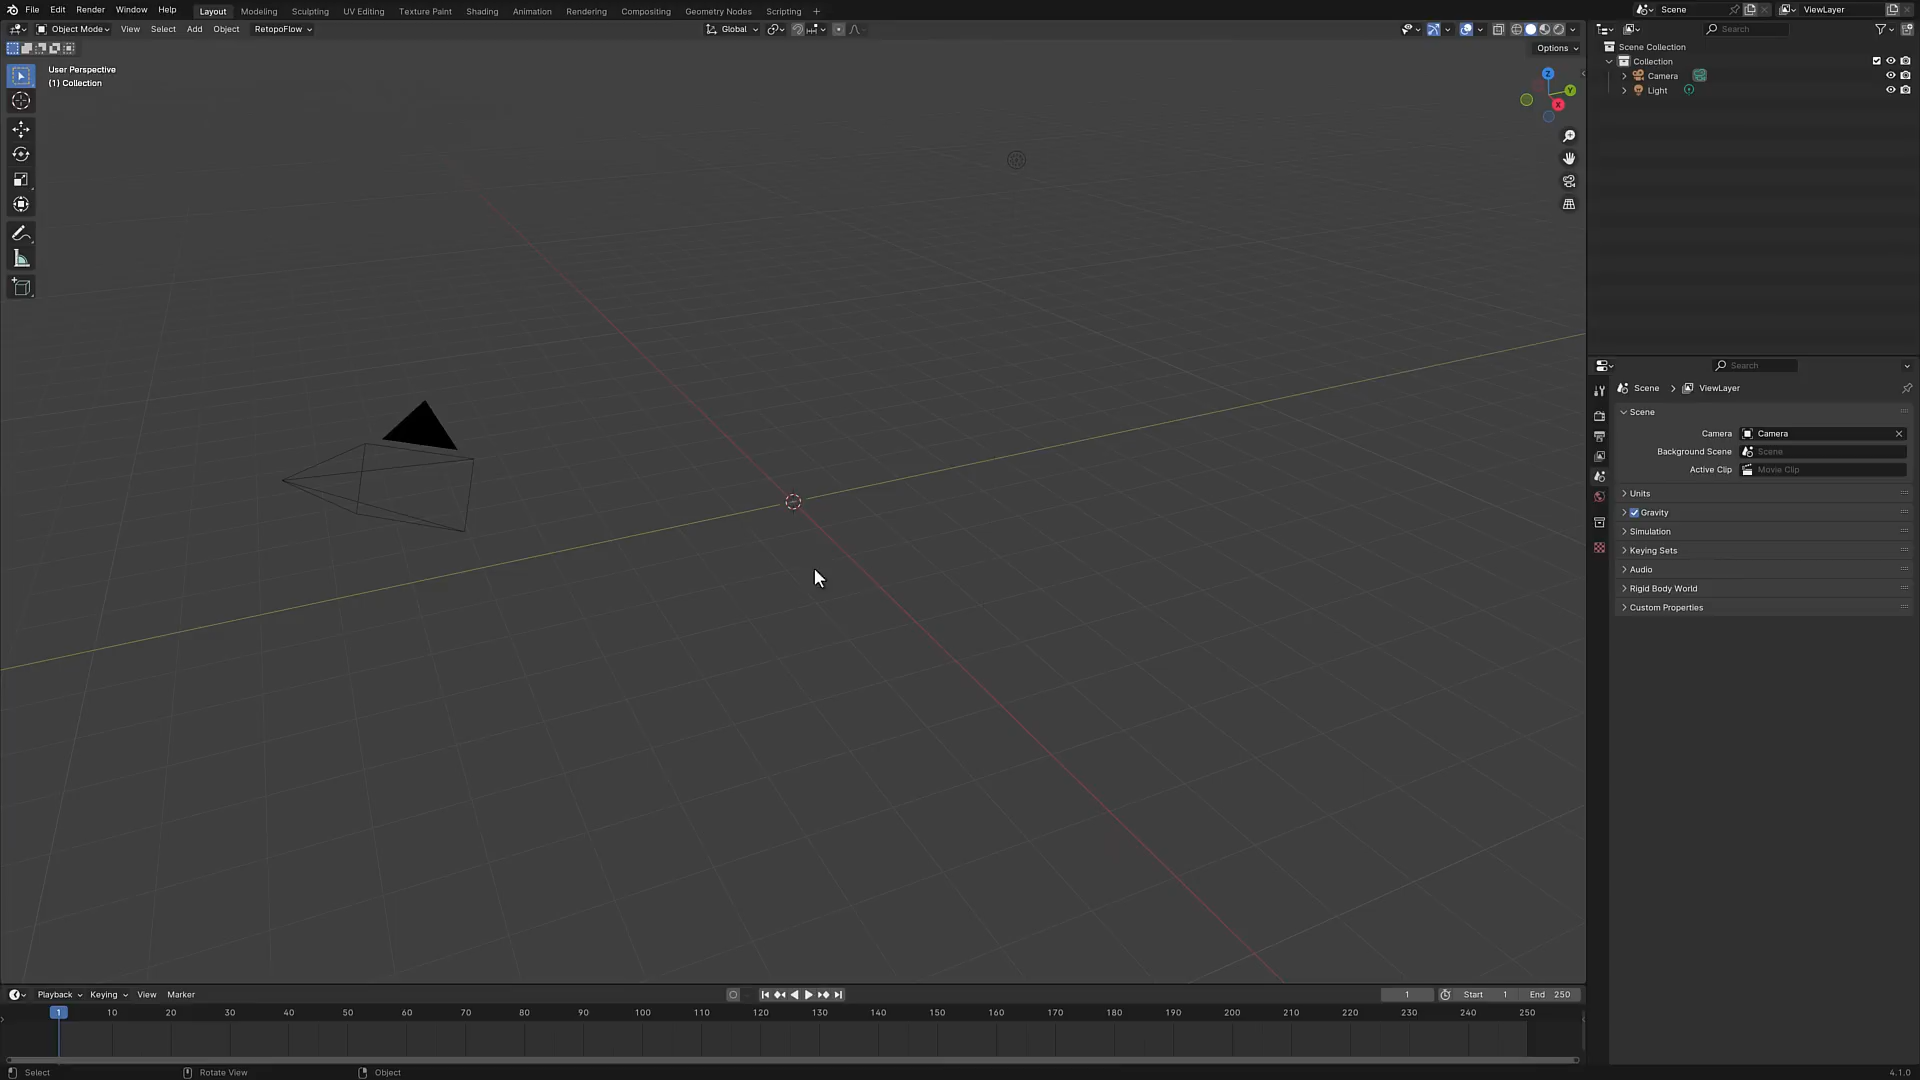 File Edit Render Window Help Layout Modeling Sculpting UV Editing Texture Paint Shading Animation Rendering Compositing Geometry Nodes Scripting + Scene ViewLayer
Object Mode View Select Add Object RetopoFlow Global Search
Options
User Perspective
(1) Collection
Z
Y
X
Scene Collection
Collection
Camera
Light
Search
Scene > ViewLayer
Scene
Camera Camera
Background Scene Scene
Active Clip Movie Clip
Units
Gravity
Simulation
Keying Sets
Audio
Rigid Body World
Custom Properties
Playback Keying View Marker 1 Start 1 End 250
1 10 20 30 40 50 60 70 80 90 100 110 120 130 140 150 160 170 180 190 200 210 220 230 240 250
Select Rotate View Object 4.1.0